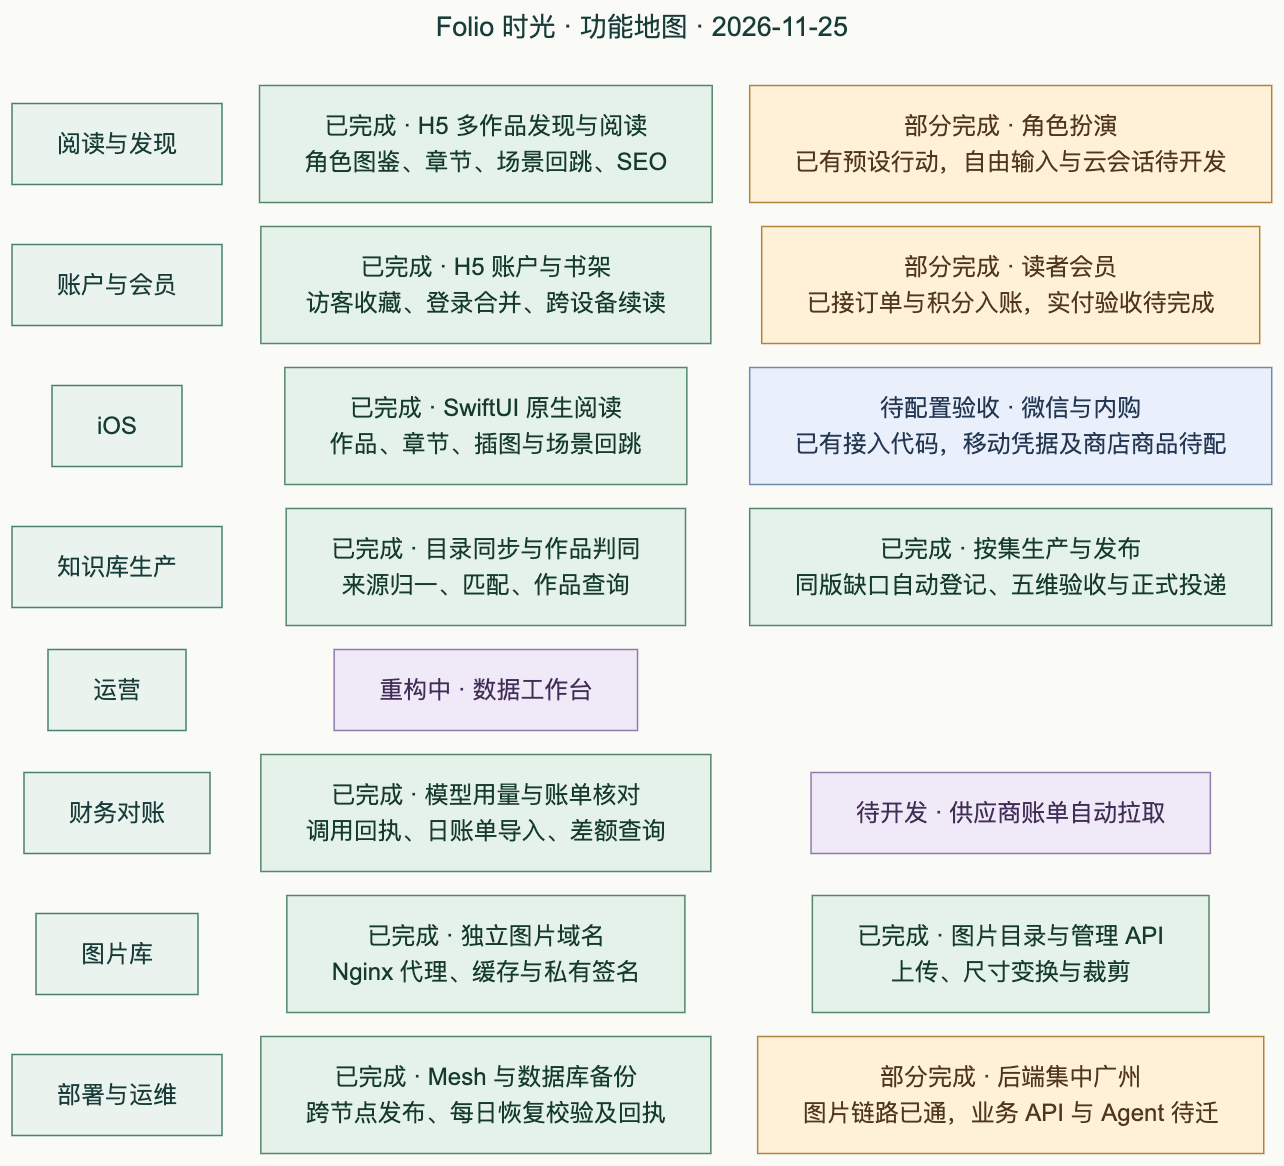 Folio 时光 · 功能地图 · 2026-11-25
阅读与发现
已完成 · H5 多作品发现与阅读
角色图鉴、章节、场景回跳、SEO
部分完成 · 角色扮演
已有预设行动，自由输入与云会话待开发
账户与会员
已完成 · H5 账户与书架
访客收藏、登录合并、跨设备续读
部分完成 · 读者会员
已接订单与积分入账，实付验收待完成
iOS
已完成 · SwiftUI 原生阅读
作品、章节、插图与场景回跳
待配置验收 · 微信与内购
已有接入代码，移动凭据及商店商品待配
知识库生产
已完成 · 目录同步与作品判同
来源归一、匹配、作品查询
已完成 · 按集生产与发布
同版缺口自动登记、五维验收与正式投递
运营
重构中 · 数据工作台
财务对账
已完成 · 模型用量与账单核对
调用回执、日账单导入、差额查询
待开发 · 供应商账单自动拉取
图片库
已完成 · 独立图片域名
Nginx 代理、缓存与私有签名
已完成 · 图片目录与管理 API
上传、尺寸变换与裁剪
部署与运维
已完成 · Mesh 与数据库备份
跨节点发布、每日恢复校验及回执
部分完成 · 后端集中广州
图片链路已通，业务 API 与 Agent 待迁